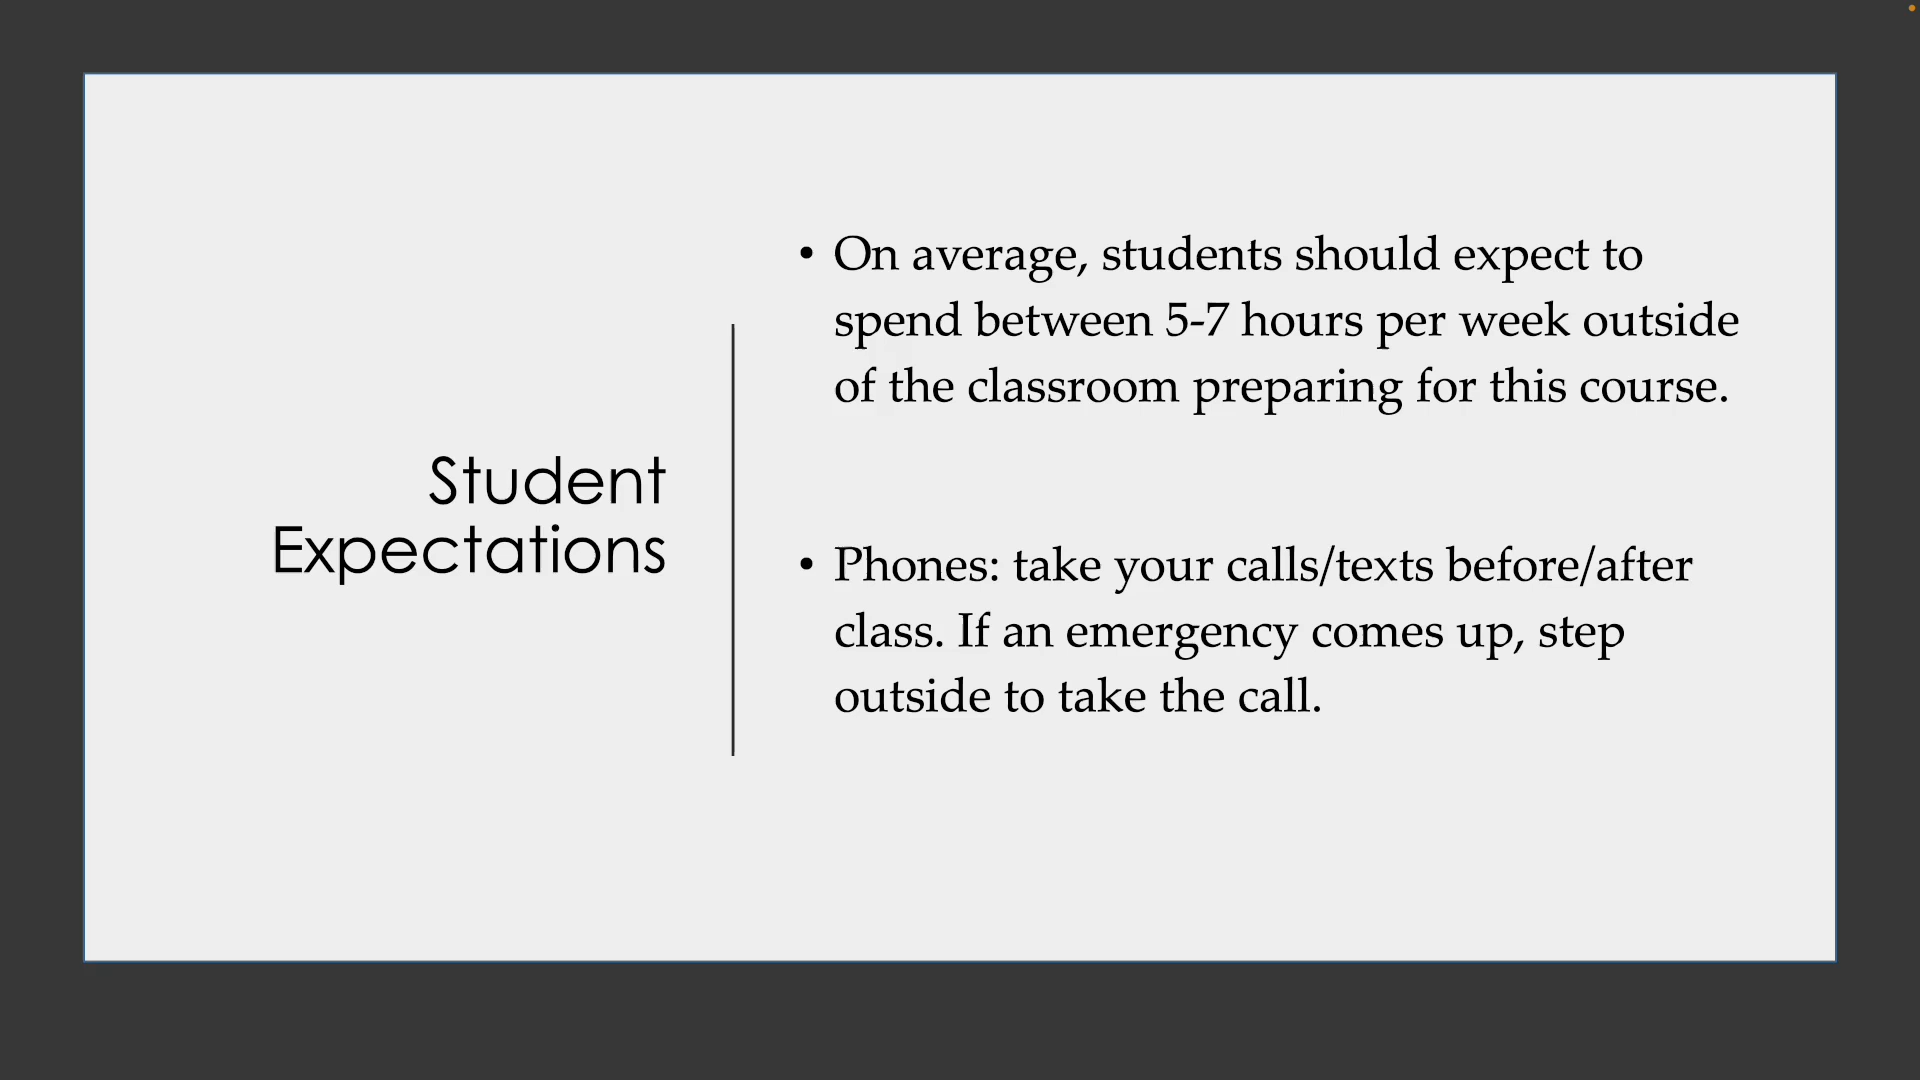 Student
Expectations
• On average, students should expect to
spend between 5-7 hours per week outside
of the classroom preparing for this course.
• Phones: take your calls/texts before/after
class. If an emergency comes up, step
outside to take the call.